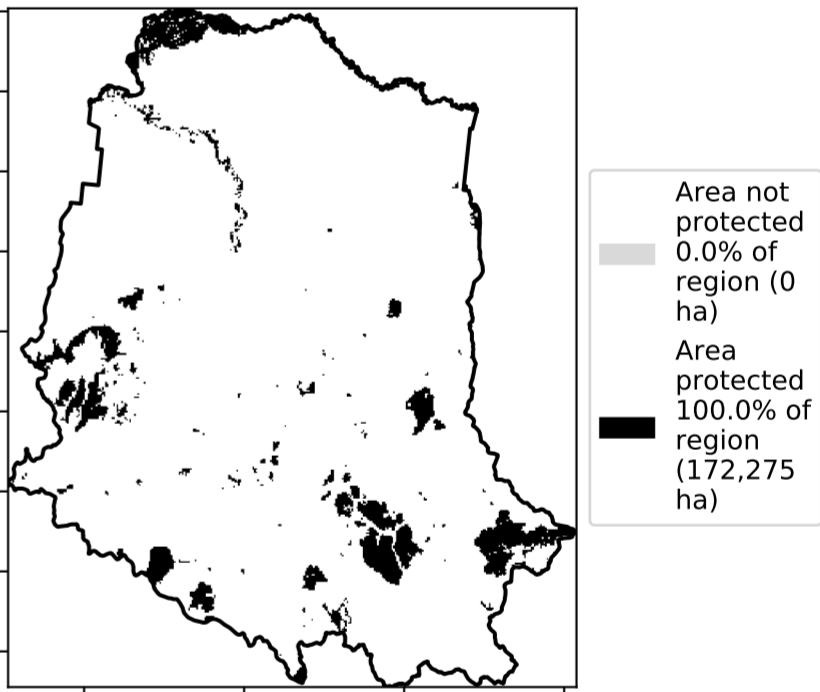 Area not
protected
0.0% of
region (0
ha)
Area
protected
100.0% of
region
(172,275
ha)